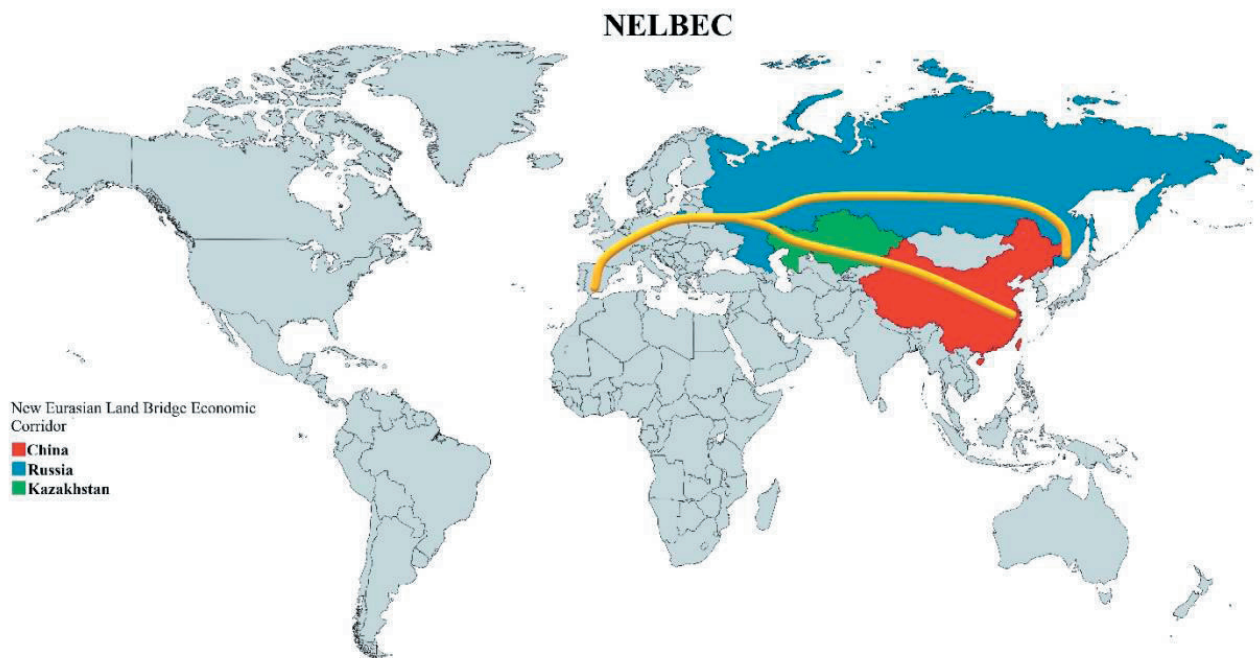 NELBEC
New Eurasian Land Bridge Economic
Corridor
China
Russia
Kazakhstan